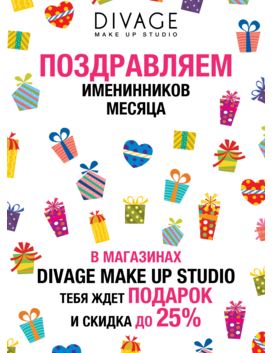 DIVAGE
MAKE UP STUDIO
ПОЗДРАВЛЯЕМ
ИМЕНИННИКОВ
МЕСЯЦА
В МАГАЗИНАХ
DIVAGE MAKE UP STUDIO
ТЕБЯ ЖДЕТ ПОДАРОК
И СКИДКА ДО 25%